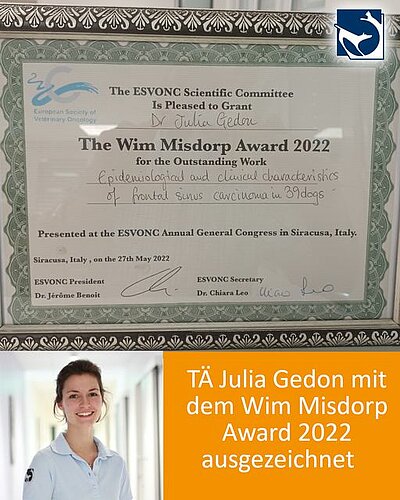 European Society of
Veterinary Oncology
The ESVONC Scientific Committee
Is Pleased to Grant
Dr Julia Gedon
The Wim Misdorp Award 2022
for the Outstanding Work
Epidemiological and clinical characteristics
of frontal sinus carcinoma in 39 dogs
Presented at the ESVONC Annual General Congress in Siracusa, Italy.
Siracusa, Italy , on the 27th May 2022
ESVONC President
Dr. Jérôme Benoit
ESVONC Secretary
Dr. Chiara Leo
Chiara Leo
TÄ Julia Gedon mit
dem Wim Misdorp
Award 2022
ausgezeichnet